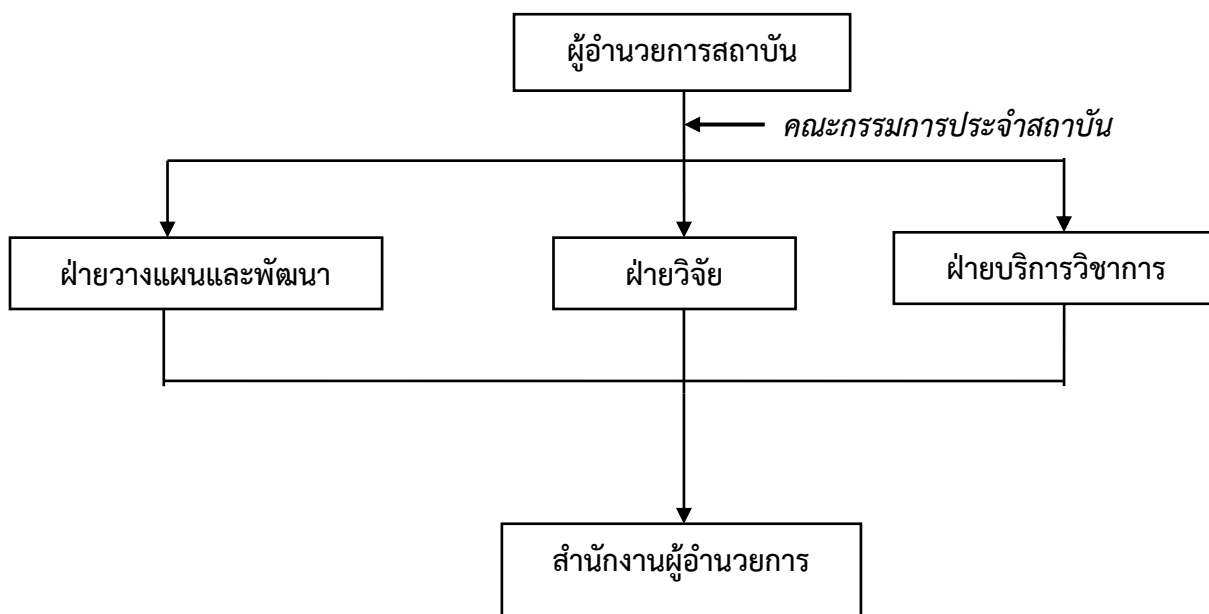 ผู้อำนวยการสถาบัน
คณะกรรมการประจำสถาบัน
ฝ่ายวางแผนและพัฒนา
ฝ่ายวิจัย
ฝ่ายบริการวิชาการ
สำนักงานผู้อำนวยการ